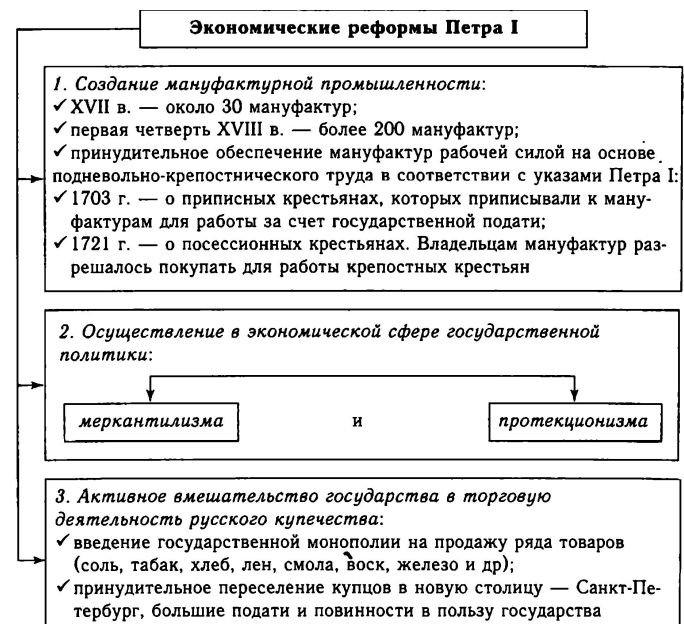 Экономические реформы Петра I
1. Создание мануфактурной промышленности:
✓ XVII в. — около 30 мануфактур;
✓ первая четверть XVIII в. — более 200 мануфактур;
✓ принудительное обеспечение мануфактур рабочей силой на основе
подневольно-крепостнического труда в соответствии с указами Петра I:
✓ 1703 г. — о приписных крестьянах, которых приписывали к ману-
фактурам для работы за счет государственной подати;
✓ 1721 г. — о посессионных крестьянах. Владельцам мануфактур раз-
решалось покупать для работы крепостных крестьян
2. Осуществление в экономической сфере государственной
политики:
меркантилизма и протекционизма
3. Активное вмешательство государства в торговую
деятельность русского купечества:
✓ введение государственной монополии на продажу ряда товаров
(соль, табак, хлеб, лен, смола, воск, железо и др);
✓ принудительное переселение купцов в новую столицу — Санкт-Пе-
тербург, большие подати и повинности в пользу государства